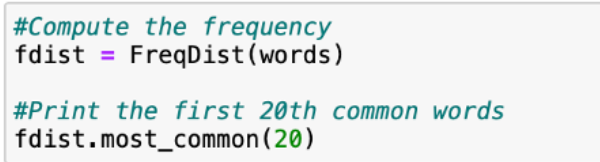 #Compute the frequency
fdist = FreqDist(words)
#Print the first 20th common words
fdist.most_common(20)